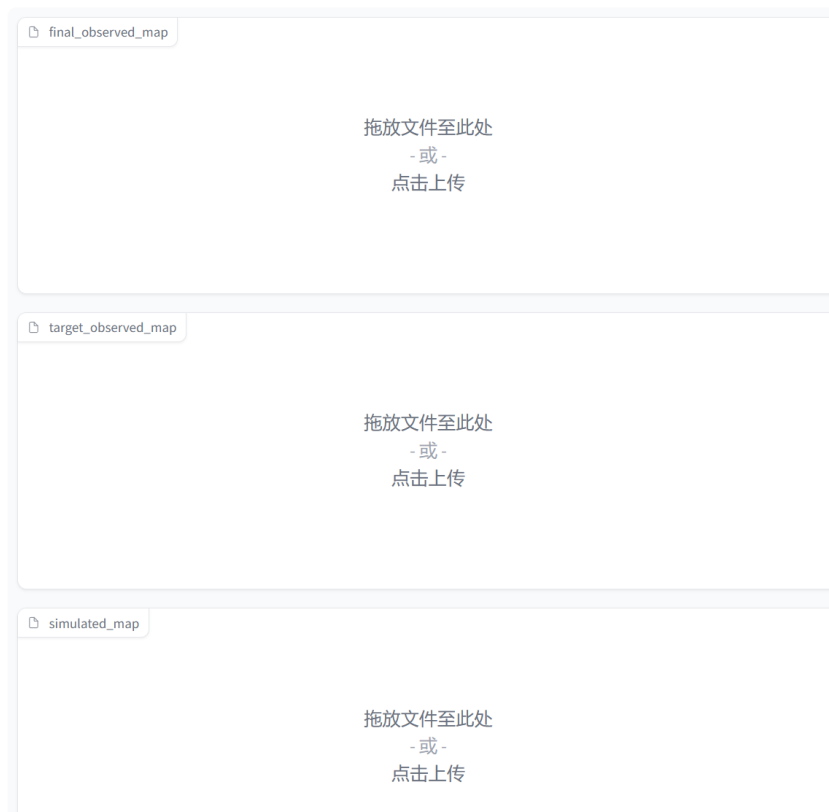 final_observed_map
拖放文件至此处
- 或 -
点击上传
target_observed_map
拖放文件至此处
- 或 -
点击上传
simulated_map
拖放文件至此处
- 或 -
点击上传